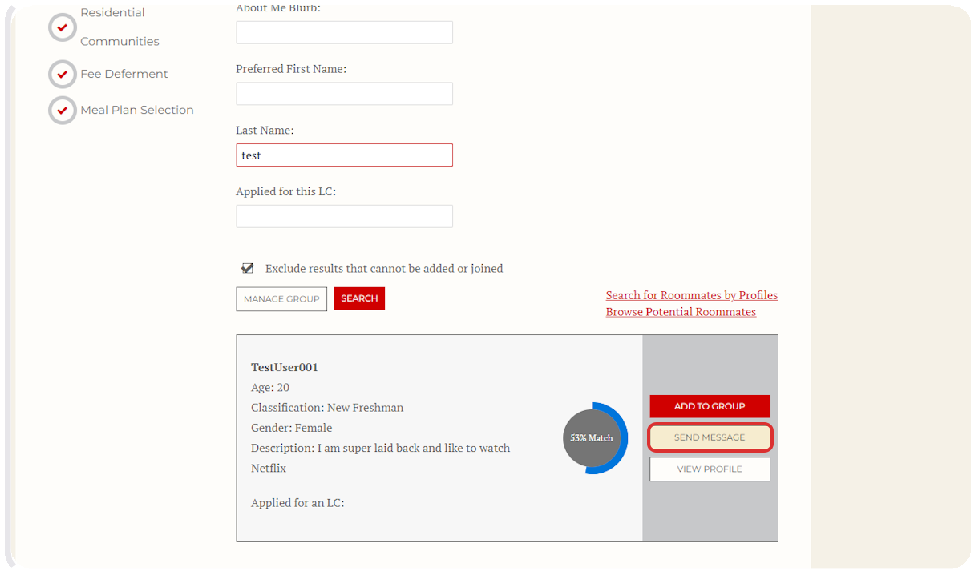 Residential
Communities
Fee Deferment
Meal Plan Selection
About Me Blurb:
Preferred First Name:
Last Name:
test
Applied for this LC:
Exclude results that cannot be added or joined
MANAGE GROUP
SEARCH
Search for Roommates by Profiles
Browse Potential Roommates
TestUser001
Age: 20
Classification: New Freshman
Gender: Female
Description: I am super laid back and like to watch
Netflix
Applied for an LC:
53% Match
ADD TO GROUP
SEND MESSAGE
VIEW PROFILE